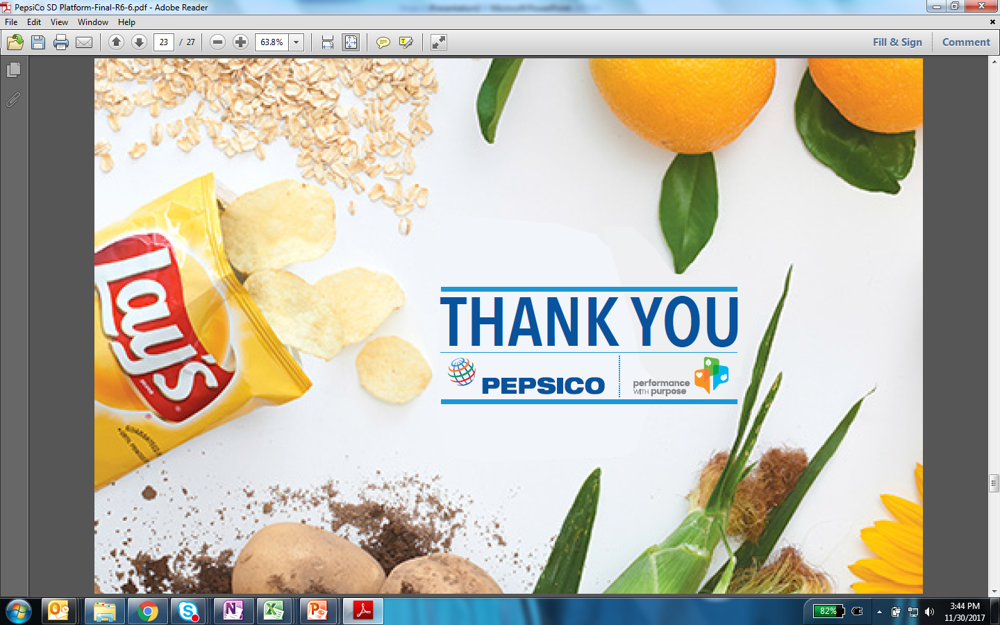 PepsiCo SD Platform-Final-R6-6.pdf - Adobe Reader
File Edit View Window Help
23 / 27 63.8% Fill & Sign Comment
Lay's
THANK YOU
PEPSICO
performance
WITH purpose
82%
3:44 PM
11/30/2017